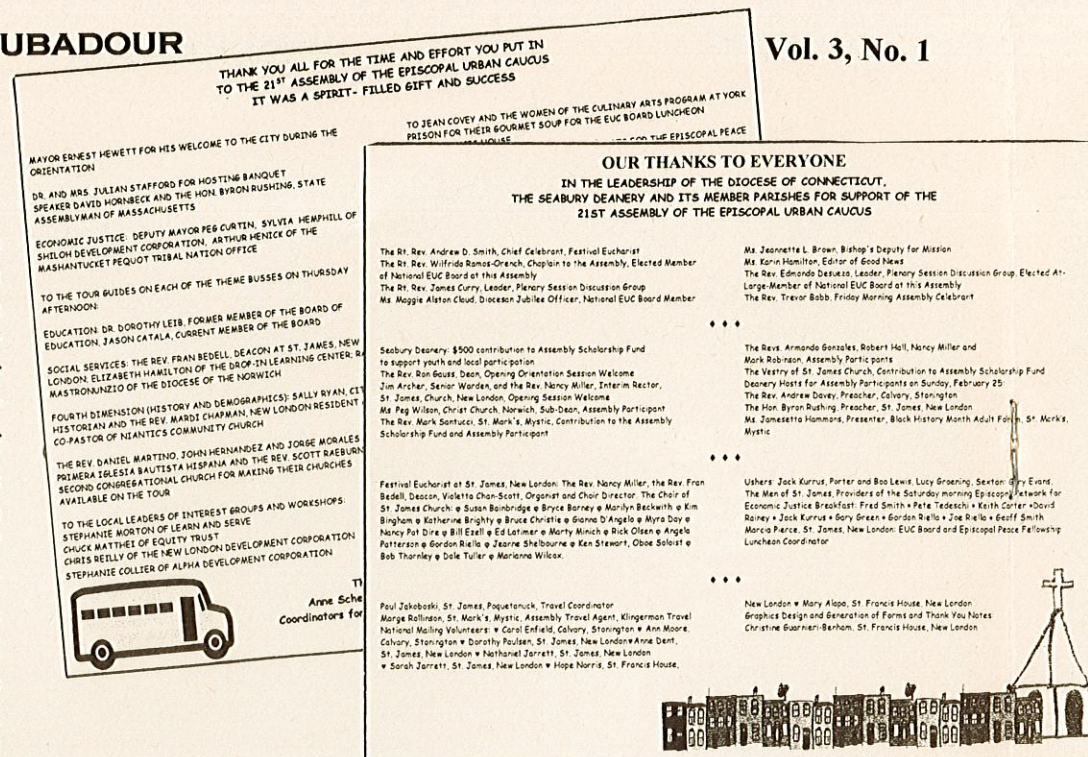 UBADOUR
Vol. 3, No. 1
THANK YOU ALL FOR THE TIME AND EFFORT YOU PUT IN
TO THE 21ST ASSEMBLY OF THE EPISCOPAL URBAN CAUCUS
IT WAS A SPIRIT- FILLED GIFT AND SUCCESS
MAYOR ERNEST HEWETT FOR HIS WELCOME TO THE CITY DURING THE
ORIENTATION
DR. AND MRS. JULIAN STAFFORD FOR HOSTING BANQUET
SPEAKER DAVID HORNBECK AND THE HON. BYRON RUSHING, STATE
ASSEMBLYMAN OF MASSACHUSETTS
ECONOMIC JUSTICE: DEPUTY MAYOR PEG CURTIN, SYLVIA HEMPHILL OF
SHILOH DEVELOPMENT CORPORATION, ARTHUR HENICK OF THE
MASHANTUCKET PEQUOT TRIBAL NATION OFFICE
TO THE TOUR GUIDES ON EACH OF THE THEME BUSSES ON THURSDAY
AFTERNOON:
EDUCATION: DR. DOROTHY LEIB, FORMER MEMBER OF THE BOARD OF
EDUCATION, JASON CATALA, CURRENT MEMBER OF THE BOARD
SOCIAL SERVICES: THE REV. FRAN BEDELL, DEACON AT ST. JAMES, NEW
LONDON; ELIZABETH HAMILTON OF THE DROP-IN LEARNING CENTER;
MASTRONUNZIO OF THE DIOCESE OF THE NORWICH
FOURTH DIMENSION (HISTORY AND DEMOGRAPHICS): SALLY RYAN, CIT
HISTORIAN AND THE REV. MARDI CHAPMAN, NEW LONDON RESIDENT
CO-PASTOR OF NIANTIC'S COMMUNITY CHURCH
THE REV. DANIEL MARTINO, JOHN HERNANDEZ AND JORGE MORALES
PRIMERA IGLESIA BAUTISTA HISPANA AND THE REV. SCOTT RAEBURN
SECOND CONGREGATIONAL CHURCH FOR MAKING THEIR CHURCHES
AVAILABLE ON THE TOUR
TO THE LOCAL LEADERS OF INTEREST GROUPS AND WORKSHOPS:
STEPHANIE MORTON OF LEARN AND SERVE
CHUCK MATTHEI OF EQUITY TRUST
CHRIS REILLY OF THE NEW LONDON DEVELOPMENT CORPORATION
STEPHANIE COLLIER OF ALPHA DEVELOPMENT CORPORATION
Th
Anne Sche
Coordinators for
TO JEAN COVEY AND THE WOMEN OF THE CULINARY ARTS PROGRAM AT YORK
PRISON FOR THEIR GOURMET SOUP FOR THE EUC BOARD LUNCHEON
HOUSE
FOR THE EPISCOPAL PEACE
OUR THANKS TO EVERYONE
IN THE LEADERSHIP OF THE DIOCESE OF CONNECTICUT,
THE SEABURY DEANERY AND ITS MEMBER PARISHES FOR SUPPORT OF THE
21ST ASSEMBLY OF THE EPISCOPAL URBAN CAUCUS
The Rt. Rev. Andrew D. Smith, Chief Celebrant, Festival Eucharist
The Rt. Rev. Wilfrido Ramos-Orench, Chaplain to the Assembly, Elected Member
of National EUC Board at this Assembly
The Rt. Rev. James Curry, Leader, Plenary Session Discussion Group
Ms. Maggie Alston Claud, Diocesan Jubilee Officer, National EUC Board Member
Ms. Jeannette L. Brown, Bishop's Deputy for Mission
Ms. Karin Hamilton, Editor of Good News
The Rev. Edmondo Desueza, Leader, Plenary Session Discussion Group, Elected At-
Large-Member of National EUC Board at this Assembly
The Rev. Trevor Babb, Friday Morning Assembly Celebrant
♦ ♦ ♦
Seabury Deanery: $500 contribution to Assembly Scholarship Fund
to support youth and local participation
The Rev. Ron Gauss, Dean, Opening Orientation Session Welcome
Jim Archer, Senior Warden, and the Rev. Nancy Miller, Interim Rector,
St. James, Church, New London, Opening Session Welcome
Ms Peg Wilson, Christ Church, Norwich, Sub-Dean, Assembly Participant
The Rev. Mark Santucci, St. Mark's, Mystic, Contribution to the Assembly
Scholarship Fund and Assembly Participant
The Revs. Armando Gonzales, Robert Hall, Nancy Miller and
Mark Robinson, Assembly Participants
The Vestry of St. James Church, Contribution to Assembly Scholarship Fund
Deanery Hosts for Assembly Participants on Sunday, February 25:
The Rev. Andrew Davey, Preacher, Calvary, Stonington
The Hon. Byron Rushing, Preacher, St. James, New London
Ms. Jamesetta Hammons, Presenter, Black History Month Adult Forum, St. Mark's,
Mystic
♦ ♦ ♦
Festival Eucharist at St. James, New London: The Rev. Nancy Miller, the Rev. Fran
Bedell, Deacon, Violetta Chan-Scott, Organist and Choir Director. The Choir of
St. James Church: φ Susan Bainbridge φ Bryce Barney φ Marilyn Beckwith φ Kim
Bingham φ Katherine Brighty φ Bruce Christie φ Gianna D'Angelo φ Myra Day φ
Nancy Pat Dire φ Bill Ezell φ Ed Latimer φ Marty Minich φ Rick Olsen φ Angela
Patterson φ Gordon Riella φ Jeanne Shelbourne φ Ken Stewart, Oboe Soloist φ
Bob Thornley φ Dale Tuller φ Marianna Wilcox.
Ushers: Jack Kurrus, Porter and Boo Lewis, Lucy Groening, Sexton: Evans.
The Men of St. James, Providers of the Saturday morning Episcopal Network for
Economic Justice Breakfast: Fred Smith • Pete Tedeschi • Keith Carter •David
Rainey • Jack Kurrus • Gary Green • Gordon Riella • Joe Riello • Geoff Smith
Marcia Pierce, St. James, New London: EUC Board and Episcopal Peace Fellowship
Luncheon Coordinator
♦ ♦ ♦
Paul Jakoboski, St. James, Poquetanuck, Travel Coordinator
Marge Rollinson, St. Mark's, Mystic, Assembly Travel Agent, Klingerman Travel
National Mailing Volunteers: ♥ Carol Enfield, Calvary, Stonington ♥ Ann Moore,
Calvary, Stonington ♥ Dorothy Paulsen, St. James, New London♥Anne Dent,
St. James, New London ♥ Nathaniel Jarrett, St. James, New London
♥ Sarah Jarrett, St. James, New London ♥ Hope Norris, St. Francis House,
New London ♥ Mary Alapa, St. Francis House, New London
Graphics Design and Generation of Forms and Thank You Notes
Christine Guarnieri-Benham, St. Francis House, New London